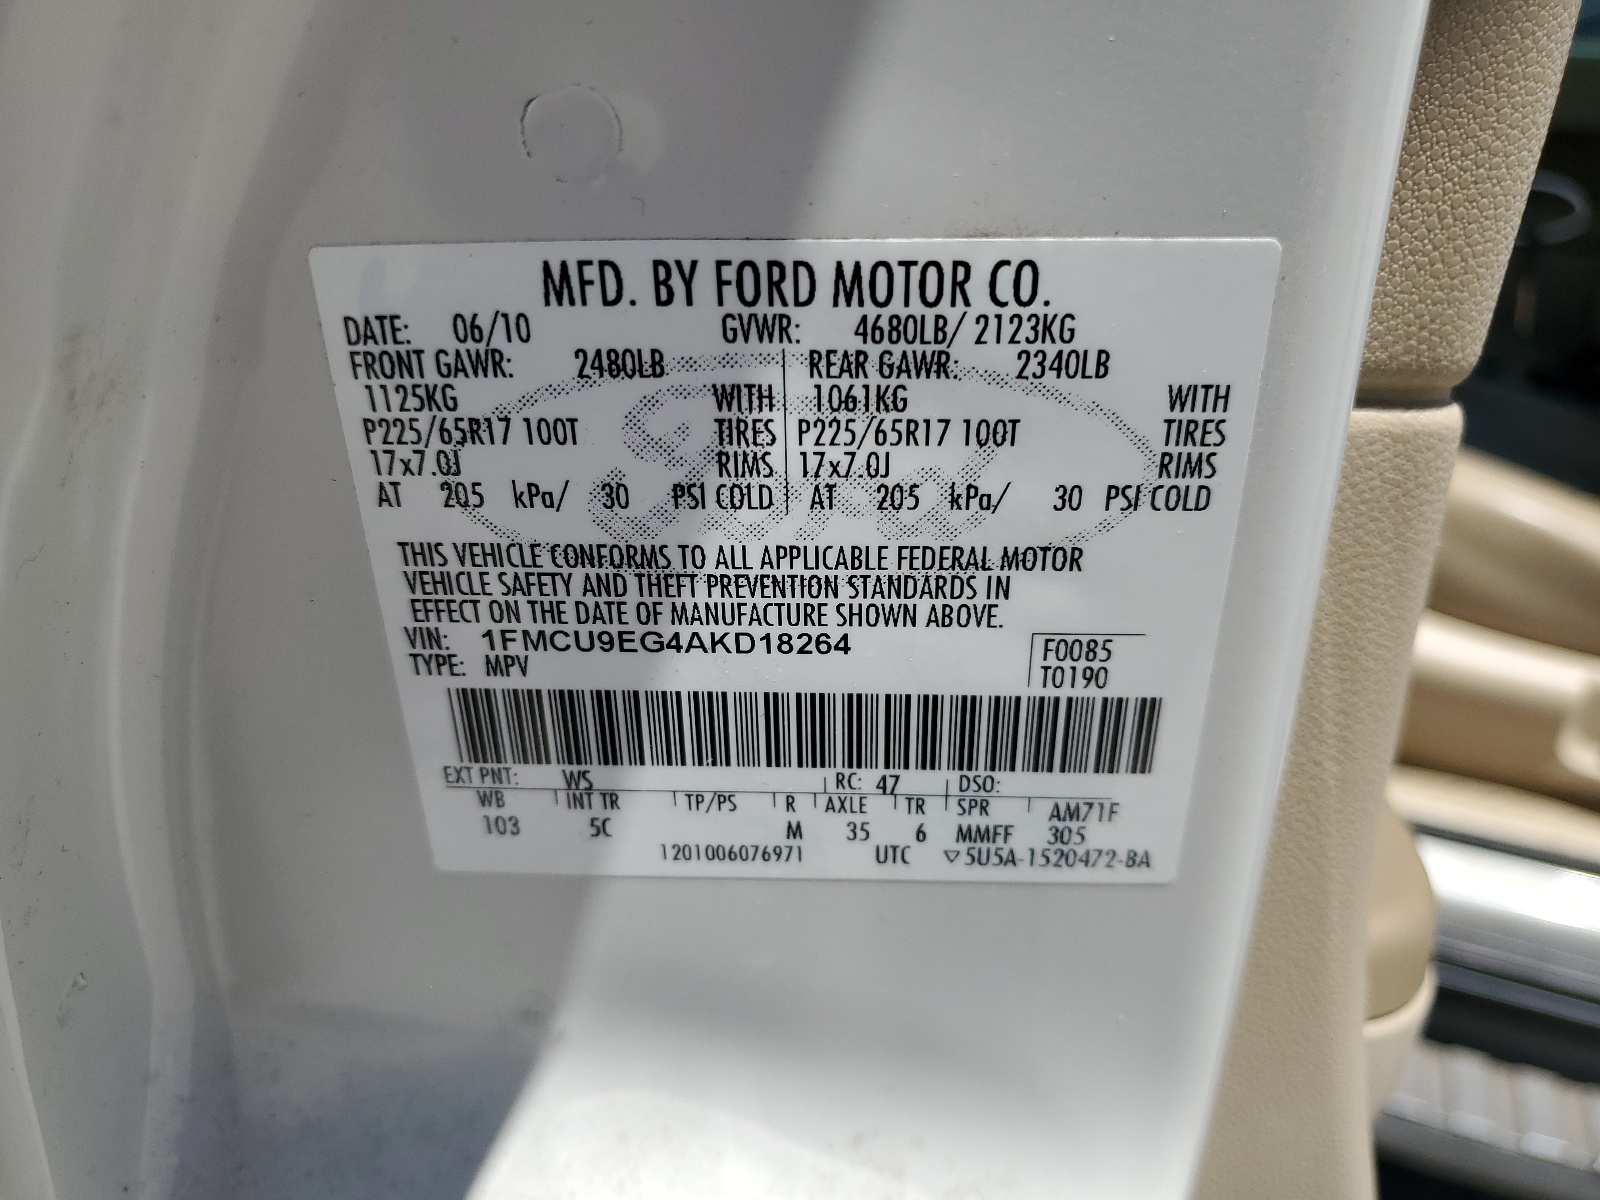 MFD. BY FORD MOTOR CO.
DATE: 06/10 GVWR: 4680LB/ 2123KG
FRONT GAWR: 2480LB REAR GAWR: 2340LB
1125KG WITH 1061KG WITH
P225/65R17 100T TIRES P225/65R17 100T TIRES
17x7.0J RIMS 17x7.0J RIMS
AT 205 kPa/ 30 PSI COLD AT 205 kPa/ 30 PSI COLD
Ford
THIS VEHICLE CONFORMS TO ALL APPLICABLE FEDERAL MOTOR
VEHICLE SAFETY AND THEFT PREVENTION STANDARDS IN
EFFECT ON THE DATE OF MANUFACTURE SHOWN ABOVE.
VIN: 1FMCU9EG4AKD18264 F0085
TYPE: MPV T0190
EXT PNT: WS RC: 47 DSO:
WB INT TR TP/PS R AXLE TR SPR AM71F
103 5C M 35 6 MMFF 305
1201006076971 UTC ▽5U5A-1520472-BA